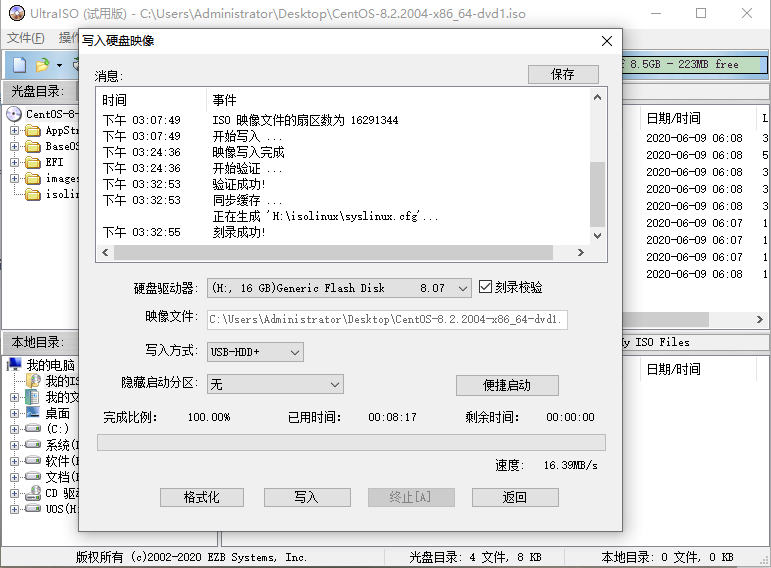 UltraISO (试用版) - C:\Users\Administrator\Desktop\CentOS-8.2.2004-x86_64-dvd1.iso
文件(F) 操作
写入硬盘映像
8.5GB - 223MB free
消息:
保存
光盘目录:
时间 事件
下午 03:07:49 ISO 映像文件的扇区数为 16291344
下午 03:07:49 开始写入 ...
下午 03:24:36 映像写入完成
下午 03:24:36 开始验证 ...
下午 03:32:53 验证成功!
下午 03:32:53 同步缓存 ...
正在生成 'H:\isolinux\syslinux.cfg'...
下午 03:32:55 刻录成功!
CentOS-8-
AppStr
BaseOS
EFI
images
isolin
日期/时间 L
2020-06-09 06:08 3
2020-06-09 06:08 5
2020-06-09 06:08 3
2020-06-09 06:08 3
2020-06-09 06:08 3
2020-06-09 06:07 1
2020-06-09 06:07 1
2020-06-09 06:07 1
2020-06-09 06:08 3
硬盘驱动器: (H:, 16 GB)Generic Flash Disk 8.07 刻录校验
映像文件: C:\Users\Administrator\Desktop\CentOS-8.2.2004-x86_64-dvd1.
写入方式: USB-HDD+
隐藏启动分区: 无 便捷启动
完成比例: 100.00% 已用时间: 00:08:17 剩余时间: 00:00:00
速度: 16.39MB/s
格式化 写入 终止[A] 返回
本地目录:
My ISO Files
我的电脑
我的IS
我的文
桌面
(C:)
系统(
软件(
文档(
CD 驱
UOS(H
日期/时间
版权所有 (c)2002-2020 EZB Systems, Inc. 光盘目录: 4 文件, 8 KB 本地目录: 0 文件, 0 KB